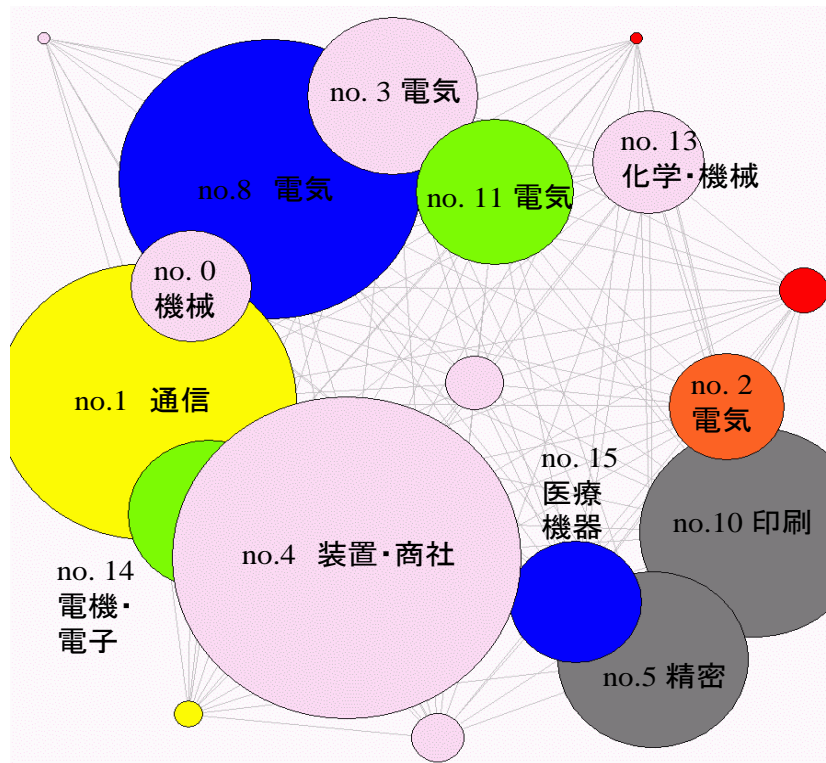 no. 3 電気
no. 13
化学・機械
no.8 電気
no. 11 電気
no. 0
機械
no. 2
電気
no.1 通信
no. 15
医療
機器
no.10 印刷
no.4 装置・商社
no. 14
電機・
電子
no.5 精密